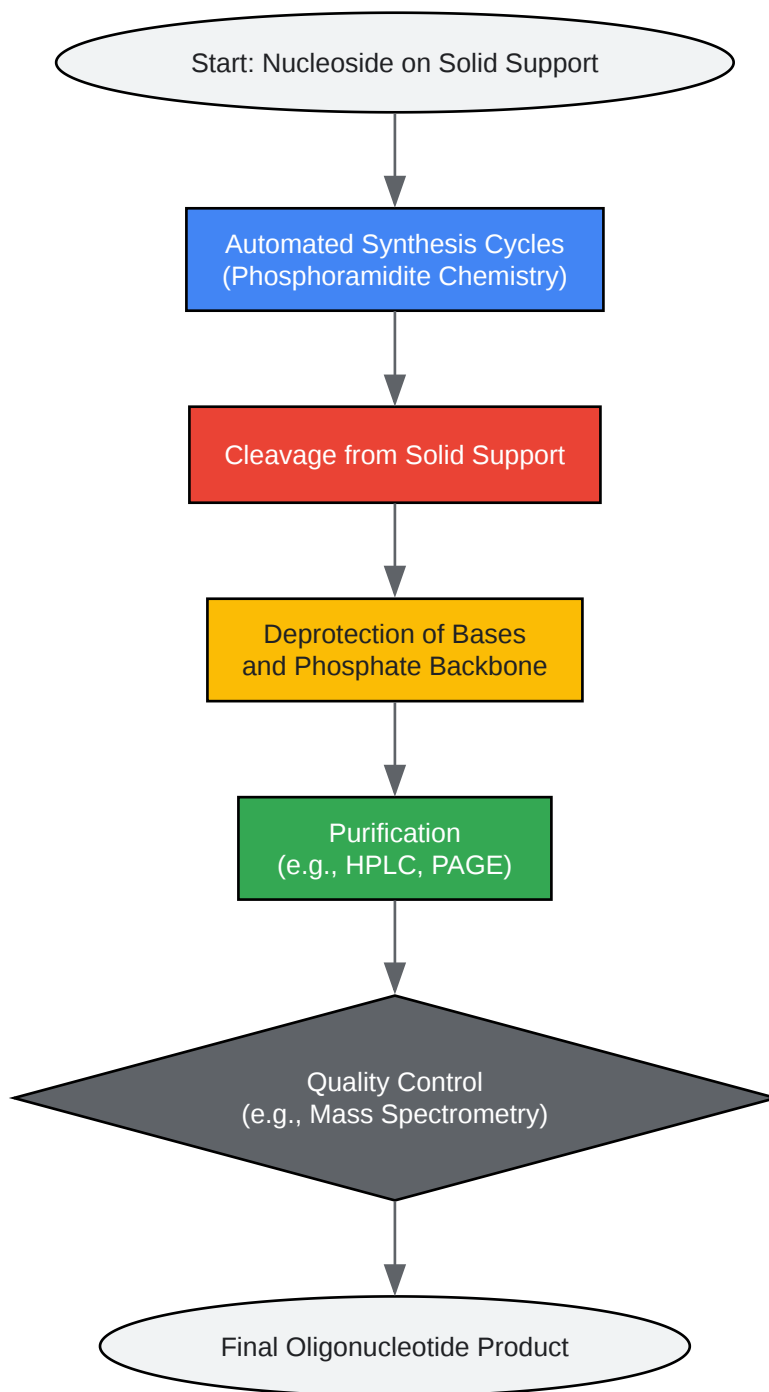 Start: Nucleoside on Solid Support
Automated Synthesis Cycles
(Phosphoramidite Chemistry)
Cleavage from Solid Support
Deprotection of Bases
and Phosphate Backbone
Purification
(e.g., HPLC, PAGE)
Quality Control
(e.g., Mass Spectrometry)
Final Oligonucleotide Product